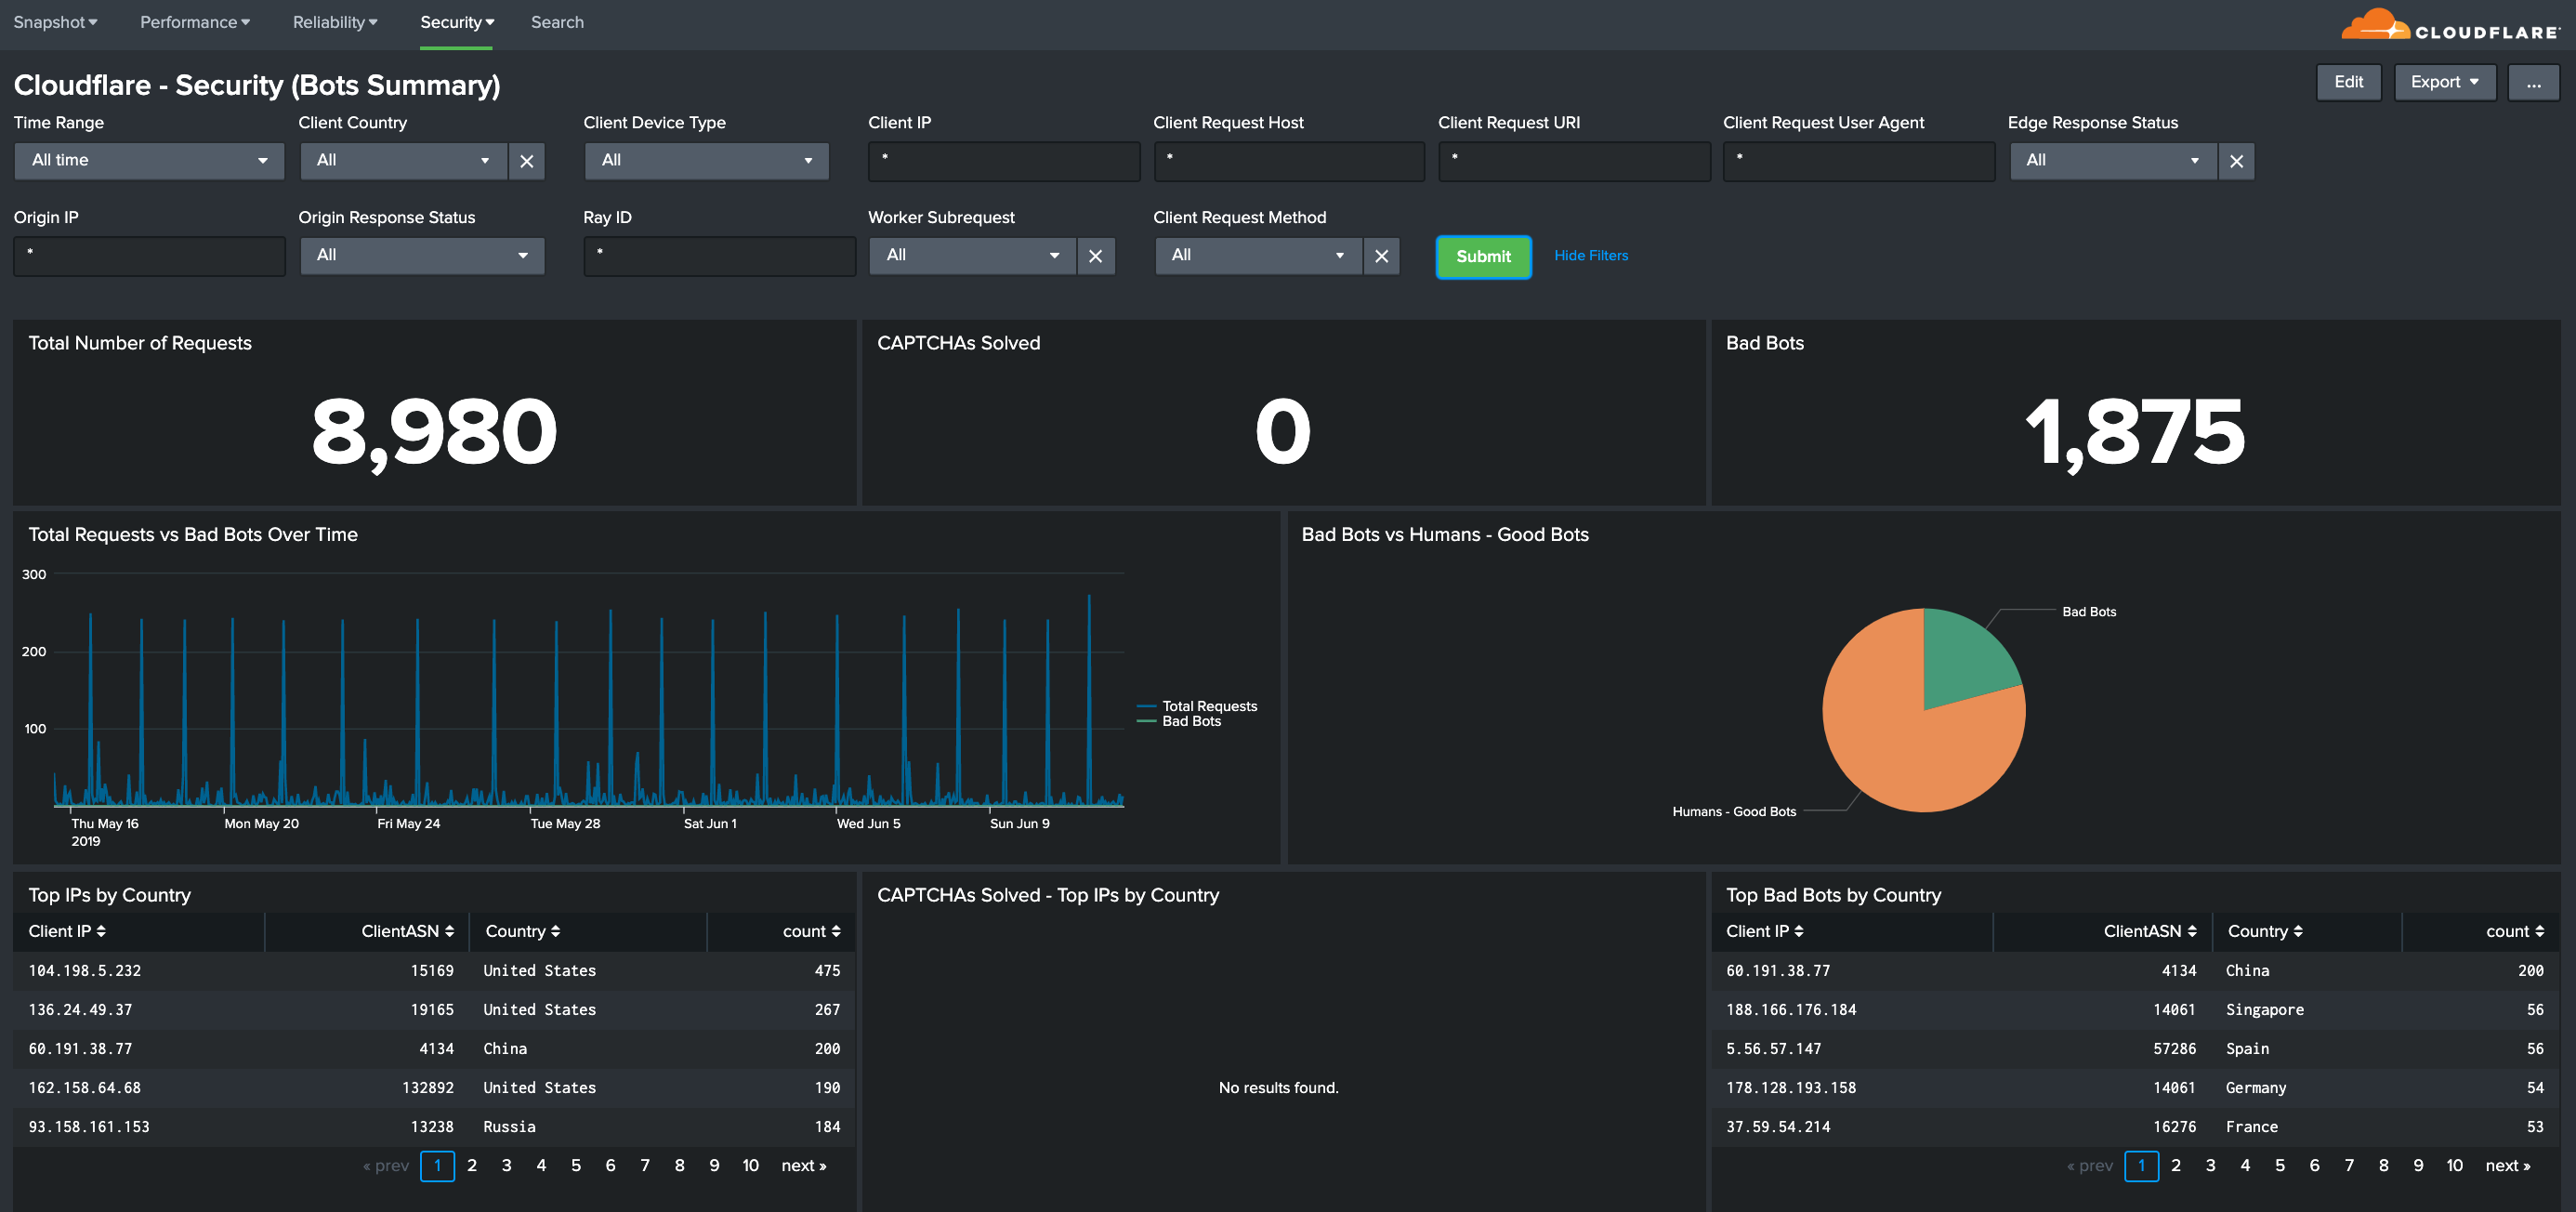 Snapshot Performance Reliability Security Search
CLOUDFLARE
Cloudflare - Security (Bots Summary)
Edit Export ...
Time Range Client Country Client Device Type Client IP Client Request Host Client Request URI Client Request User Agent Edge Response Status
All time All All * * * * All
Origin IP Origin Response Status Ray ID Worker Subrequest Client Request Method
* All * All All Submit Hide Filters
Total Number of Requests
8,980
CAPTCHAs Solved
0
Bad Bots
1,875
Total Requests vs Bad Bots Over Time
300
200
100
Thu May 16 Mon May 20 Fri May 24 Tue May 28 Sat Jun 1 Wed Jun 5 Sun Jun 9
2019
Total Requests
Bad Bots
Bad Bots vs Humans - Good Bots
Bad Bots
Humans - Good Bots
Top IPs by Country
Client IP ClientASN Country count
104.198.5.232 15169 United States 475
136.24.49.37 19165 United States 267
60.191.38.77 4134 China 200
162.158.64.68 132892 United States 190
93.158.161.153 13238 Russia 184
« prev 1 2 3 4 5 6 7 8 9 10 next »
CAPTCHAs Solved - Top IPs by Country
No results found.
Top Bad Bots by Country
Client IP ClientASN Country count
60.191.38.77 4134 China 200
188.166.176.184 14061 Singapore 56
5.56.57.147 57286 Spain 56
178.128.193.158 14061 Germany 54
37.59.54.214 16276 France 53
« prev 1 2 3 4 5 6 7 8 9 10 next »